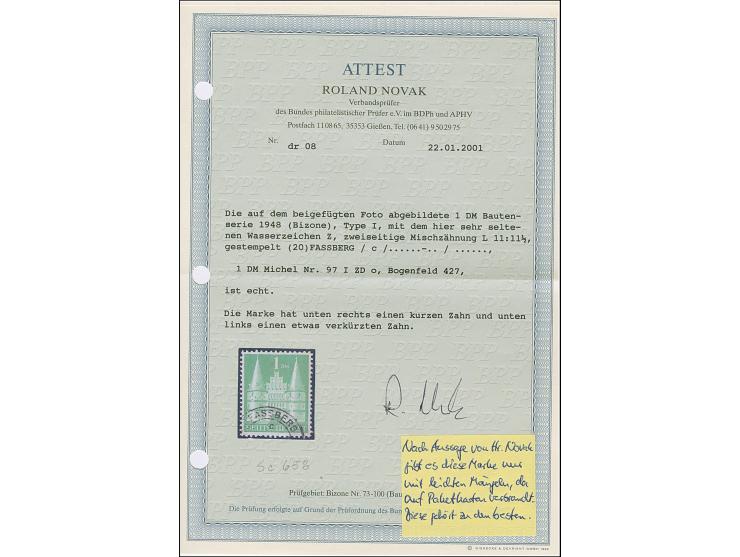 ATTEST
ROLAND NOVAK
Verbandsprüfer
des Bundes philatelistischer Prüfer e.V. im BDPh und APHV
Postfach 110865, 35353 Gießen, Tel. (0641) 9502975
Nr. dr 08 Datum 22.01.2001
Die auf dem beigefügten Foto abgebildete 1 DM Bauten-
serie 1948 (Bizone), Type I, mit dem hier sehr selte-
nen Wasserzeichen Z, zweiseitige Mischzähnung L 11:11½,
gestempelt (20)FASSBERG / c /......-.. / ......,
1 DM Michel Nr. 97 I ZD o, Bogenfeld 427,
ist echt.
Die Marke hat unten rechts einen kurzen Zahn und unten
links einen etwas verkürzten Zahn.
1 DM
FASSBERG
c
Sc 658
Nach Aussage von Hr. Novak
gibt es diese Marke nur
mit leichten Mängeln, da
auf Paketkarten verbrandt.
Diese gehört zu den besten.
Prüfgebiet: Bizone Nr. 73-100 (Bau
Die Prüfung erfolgte auf Grund der Prüfordnung des Bun